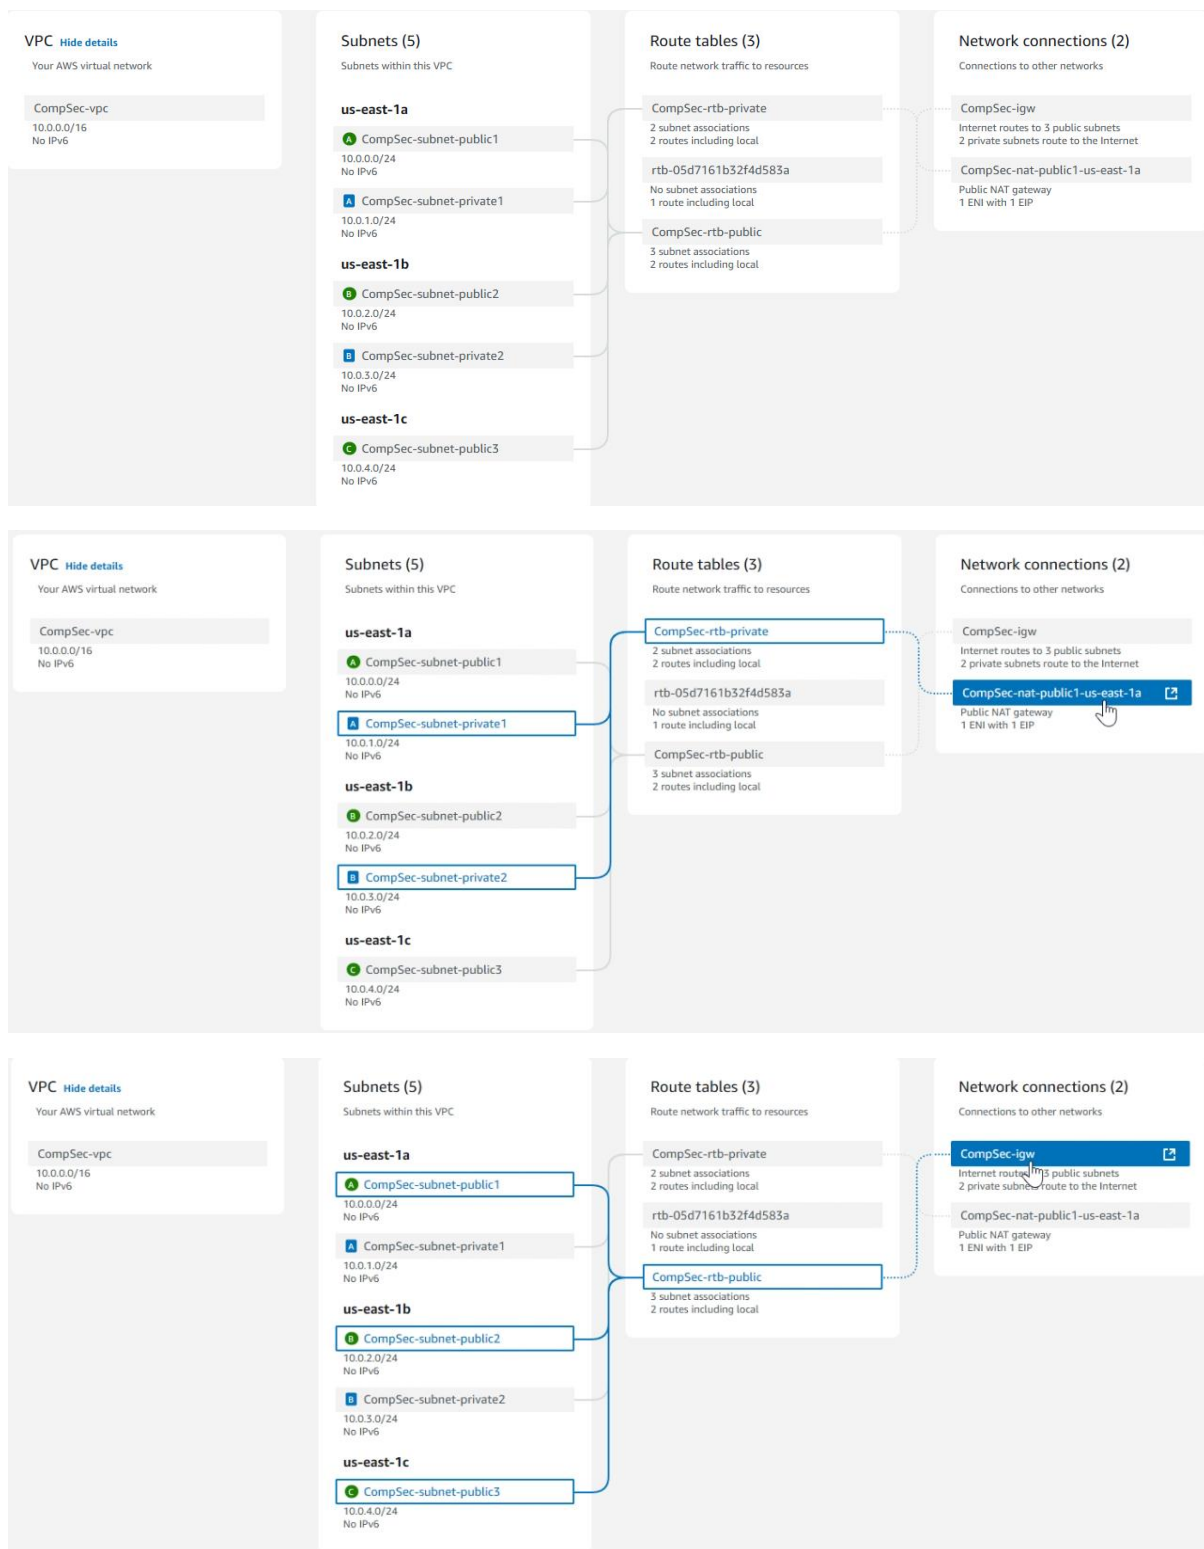 VPC Hide details
Your AWS virtual network
CompSec-vpc
10.0.0.0/16
No IPv6
Subnets (5)
Subnets within this VPC
us-east-1a
A CompSec-subnet-public1
10.0.0.0/24
No IPv6
A CompSec-subnet-private1
10.0.1.0/24
No IPv6
us-east-1b
B CompSec-subnet-public2
10.0.2.0/24
No IPv6
B CompSec-subnet-private2
10.0.3.0/24
No IPv6
us-east-1c
C CompSec-subnet-public3
10.0.4.0/24
No IPv6
Route tables (3)
Route network traffic to resources
CompSec-rtb-private
2 subnet associations
2 routes including local
rtb-05d7161b32f4d583a
No subnet associations
1 route including local
CompSec-rtb-public
3 subnet associations
2 routes including local
Network connections (2)
Connections to other networks
CompSec-igw
Internet routes to 3 public subnets
2 private subnets route to the Internet
CompSec-nat-public1-us-east-1a
Public NAT gateway
1 ENI with 1 EIP
VPC Hide details
Your AWS virtual network
CompSec-vpc
10.0.0.0/16
No IPv6
Subnets (5)
Subnets within this VPC
us-east-1a
A CompSec-subnet-public1
10.0.0.0/24
No IPv6
A CompSec-subnet-private1
10.0.1.0/24
No IPv6
us-east-1b
B CompSec-subnet-public2
10.0.2.0/24
No IPv6
B CompSec-subnet-private2
10.0.3.0/24
No IPv6
us-east-1c
C CompSec-subnet-public3
10.0.4.0/24
No IPv6
Route tables (3)
Route network traffic to resources
CompSec-rtb-private
2 subnet associations
2 routes including local
rtb-05d7161b32f4d583a
No subnet associations
1 route including local
CompSec-rtb-public
3 subnet associations
2 routes including local
Network connections (2)
Connections to other networks
CompSec-igw
Internet routes to 3 public subnets
2 private subnets route to the Internet
CompSec-nat-public1-us-east-1a
Public NAT gateway
1 ENI with 1 EIP
VPC Hide details
Your AWS virtual network
CompSec-vpc
10.0.0.0/16
No IPv6
Subnets (5)
Subnets within this VPC
us-east-1a
A CompSec-subnet-public1
10.0.0.0/24
No IPv6
A CompSec-subnet-private1
10.0.1.0/24
No IPv6
us-east-1b
B CompSec-subnet-public2
10.0.2.0/24
No IPv6
B CompSec-subnet-private2
10.0.3.0/24
No IPv6
us-east-1c
C CompSec-subnet-public3
10.0.4.0/24
No IPv6
Route tables (3)
Route network traffic to resources
CompSec-rtb-private
2 subnet associations
2 routes including local
rtb-05d7161b32f4d583a
No subnet associations
1 route including local
CompSec-rtb-public
3 subnet associations
2 routes including local
Network connections (2)
Connections to other networks
CompSec-igw
Internet routes 3 public subnets
2 private subnets route to the Internet
CompSec-nat-public1-us-east-1a
Public NAT gateway
1 ENI with 1 EIP